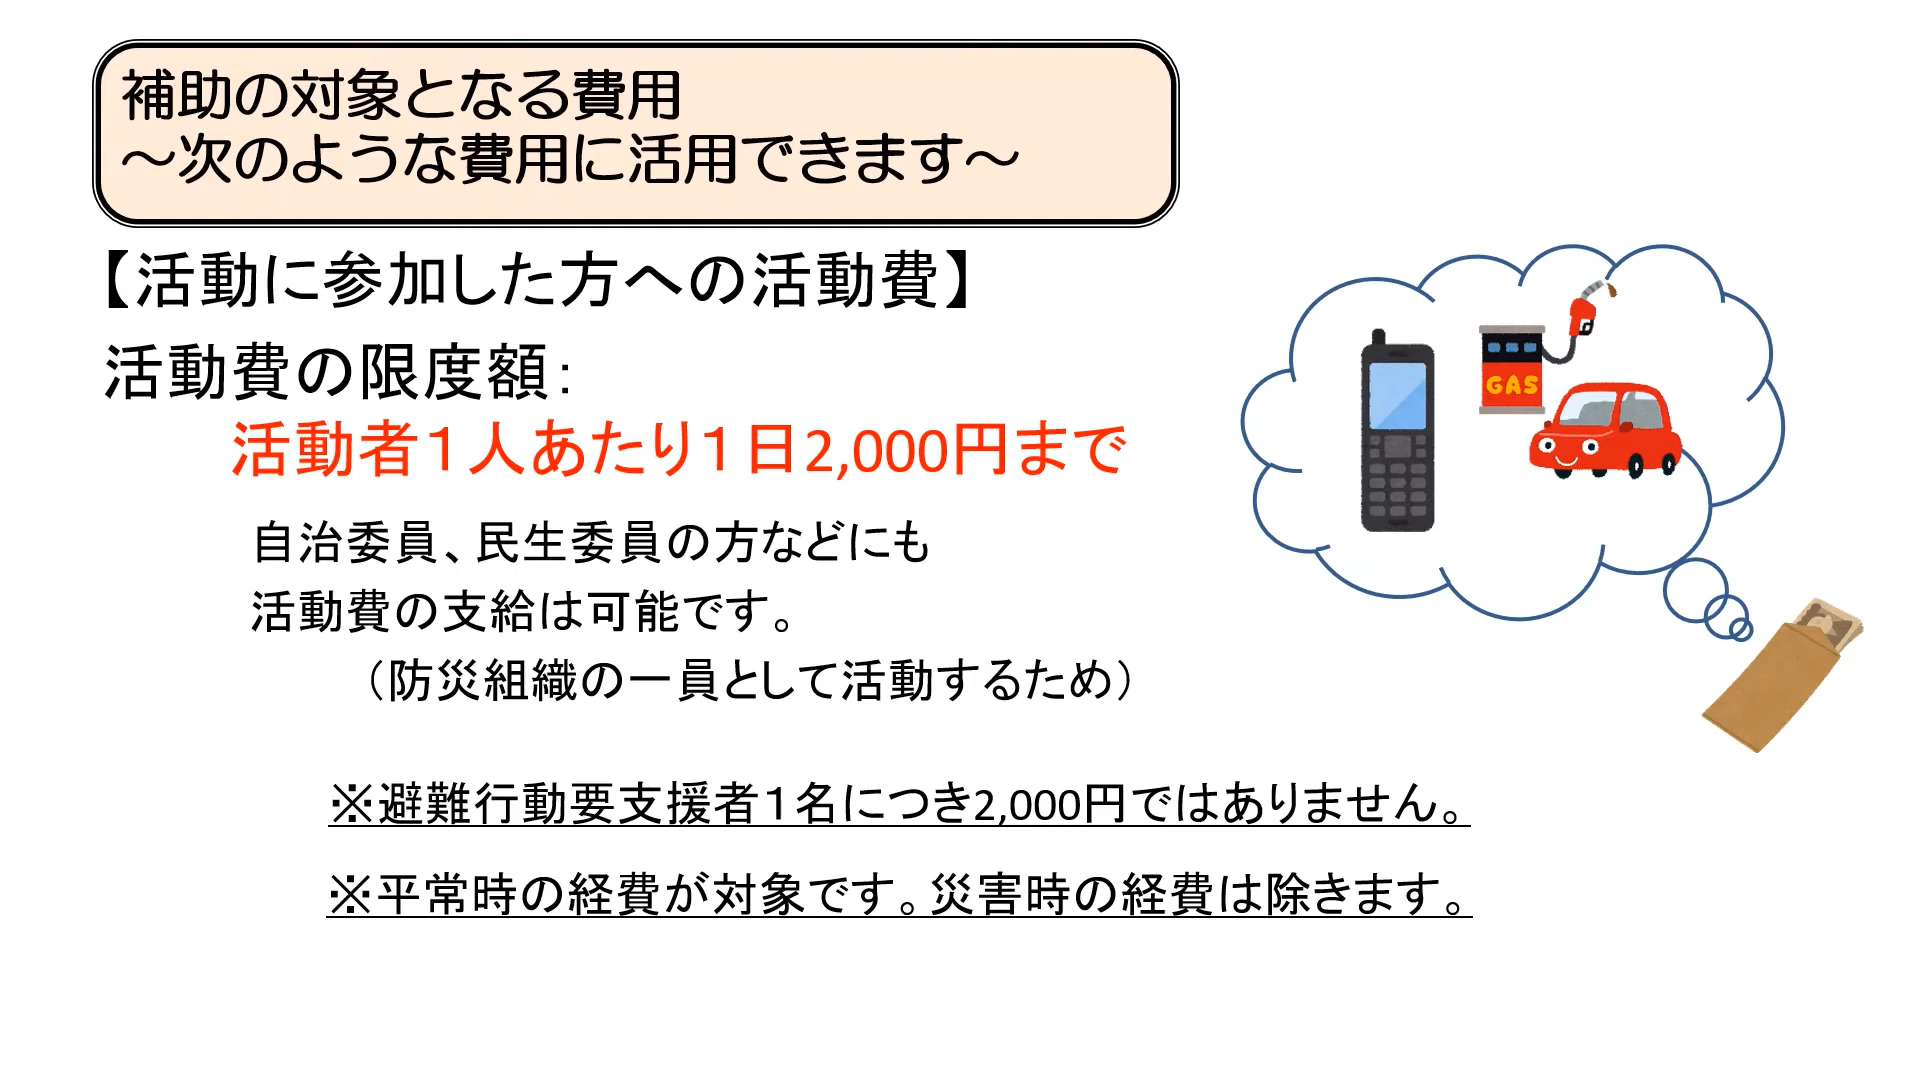 補助の対象となる費用
～次のような費用に活用できます～
【活動に参加した方への活動費】
活動費の限度額：
活動者１人あたり１日2,000円まで
自治委員、民生委員の方などにも
活動費の支給は可能です。
（防災組織の一員として活動するため）
※避難行動要支援者１名につき2,000円ではありません。
※平常時の経費が対象です。災害時の経費は除きます。
GAS